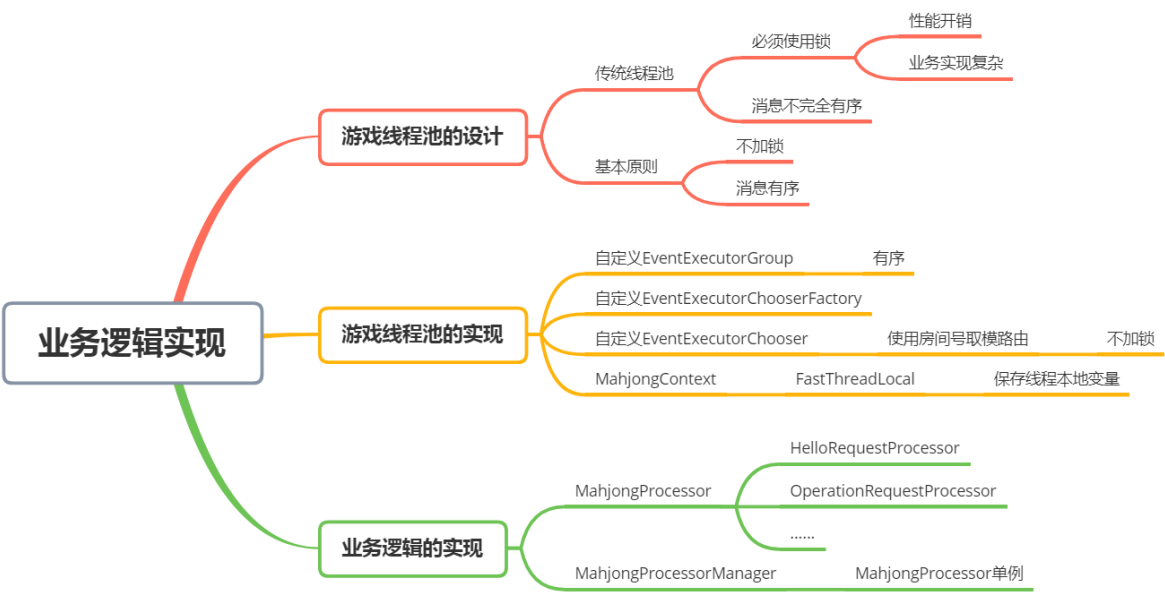 业务逻辑实现
游戏线程池的设计
传统线程池
必须使用锁
性能开销
业务实现复杂
消息不完全有序
基本原则
不加锁
消息有序
游戏线程池的实现
自定义EventExecutorGroup
有序
自定义EventExecutorChooserFactory
自定义EventExecutorChooser
使用房间号取模路由
不加锁
MahjongContext
FastThreadLocal
保存线程本地变量
业务逻辑的实现
MahjongProcessor
HelloRequestProcessor
OperationRequestProcessor
......
MahjongProcessorManager
MahjongProcessor单例